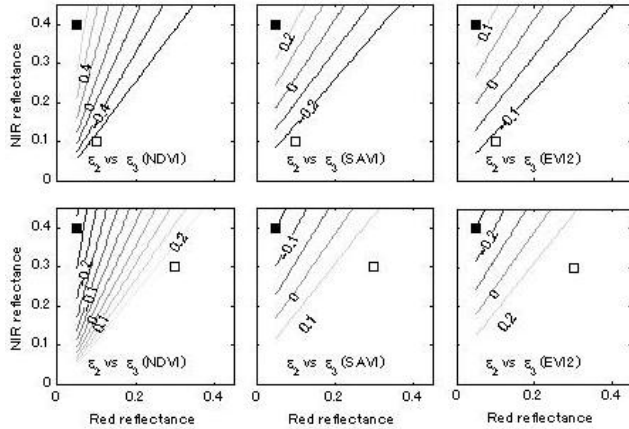 NIR reflectance
0.4
0.3
0.2
0.1
0
0.4
0
-0.4
ε2 vs ε3 (NDVI)
0.2
0
-0.2
ε2 vs ε3 (SAVI)
0.1
0
-0.1
ε2 vs ε3 (EVI2)
NIR reflectance
0.4
0.3
0.2
0.1
0
-0.2
-0.1
0
0.1
0.2
ε2 vs ε3 (NDVI)
0 0.2 0.4
Red reflectance
-0.1
0
0.1
ε2 vs ε3 (SAVI)
0.2 0.4
Red reflectance
-0.2
0
0.2
ε2 vs ε3 (EVI2)
0.2 0.4
Red reflectance